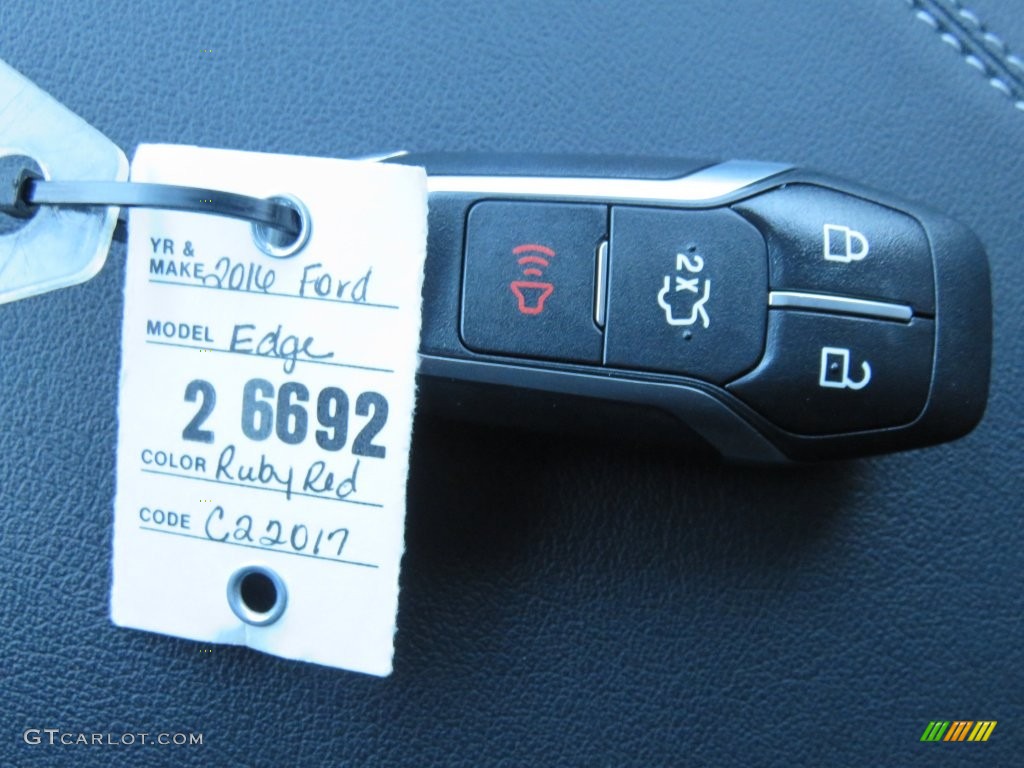 YR &
MAKE 2016 Ford
MODEL Edge
2 6692
COLOR Ruby Red
CODE C22017
2X
GTCARLOT.COM